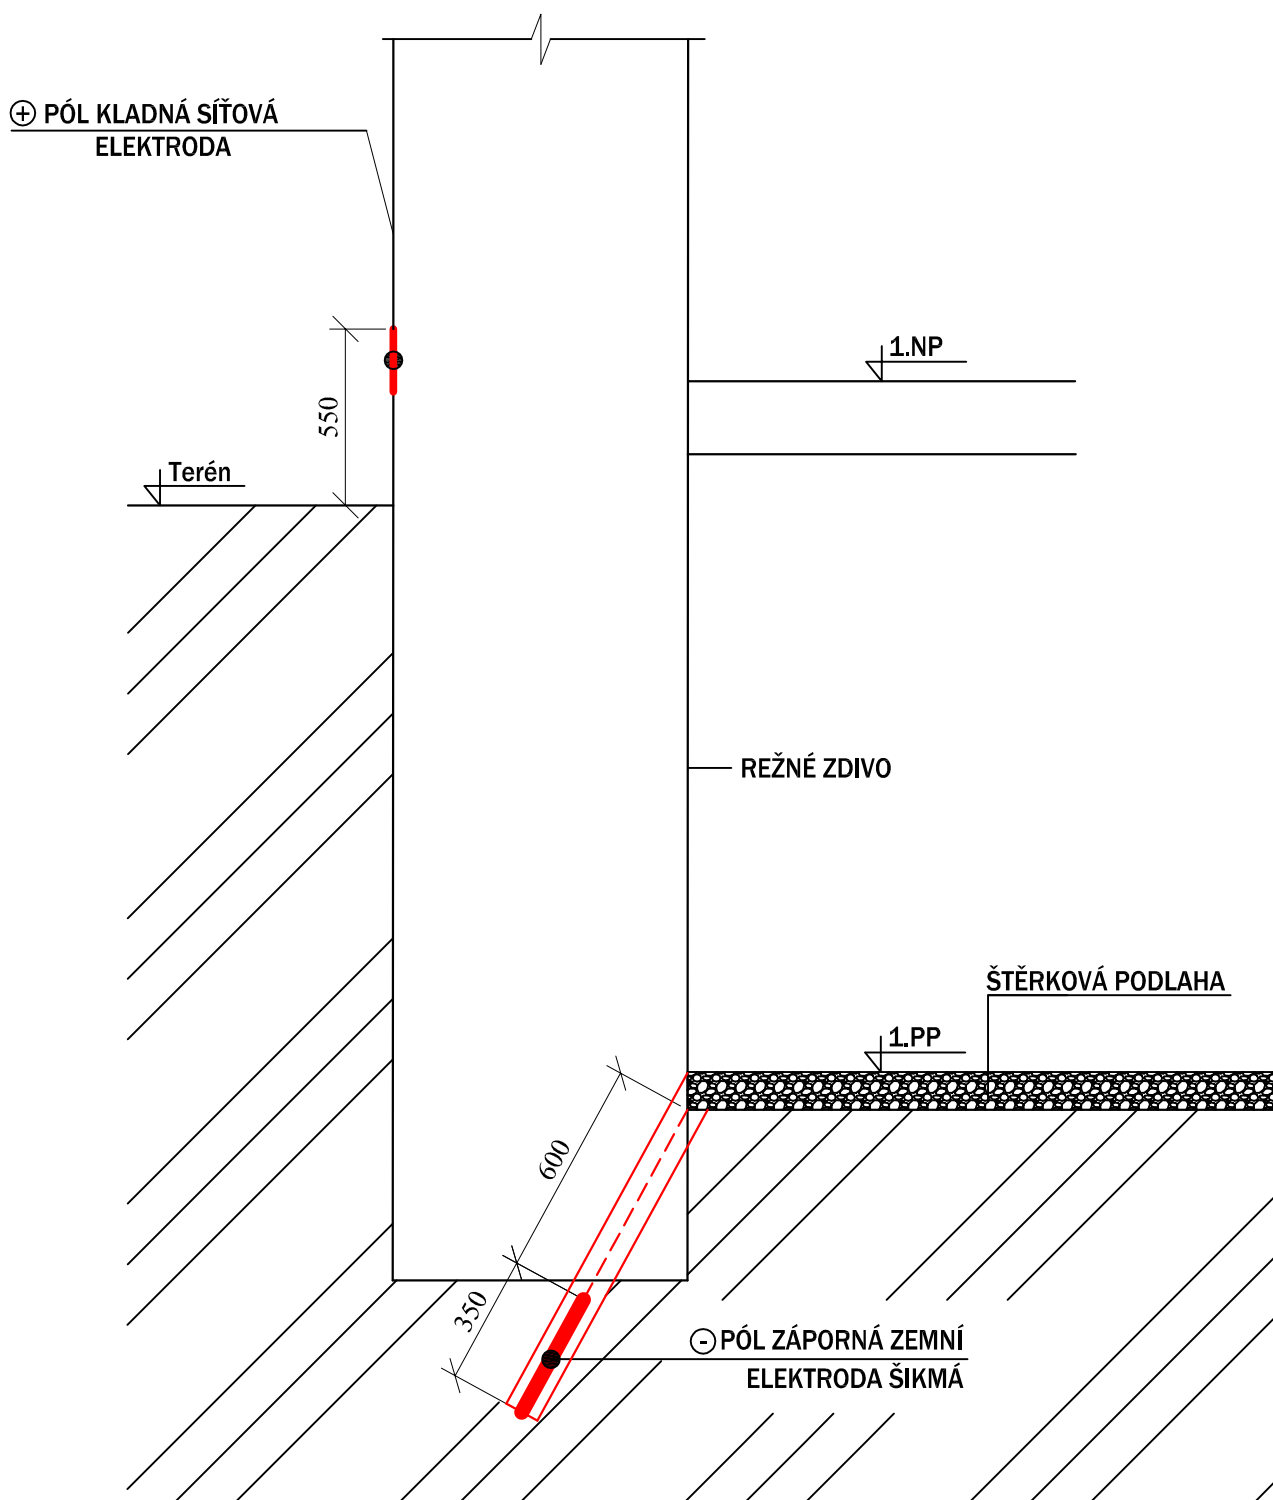 ⊕ PÓL KLADNÁ SÍŤOVÁ
ELEKTRODA
1.NP
550
Terén
REŽNÉ ZDIVO
ŠTĚRKOVÁ PODLAHA
1.PP
600
350
⊖ PÓL ZÁPORNÁ ZEMNÍ
ELEKTRODA ŠIKMÁ